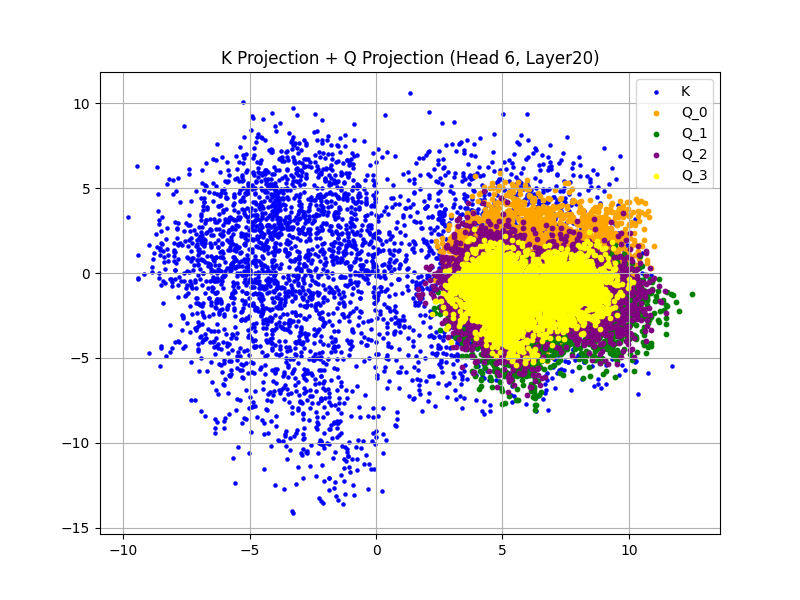 K Projection + Q Projection (Head 6, Layer20)
K
Q_0
Q_1
Q_2
Q_3
10
5
0
−5
−10
−15
−10
−5
0
5
10